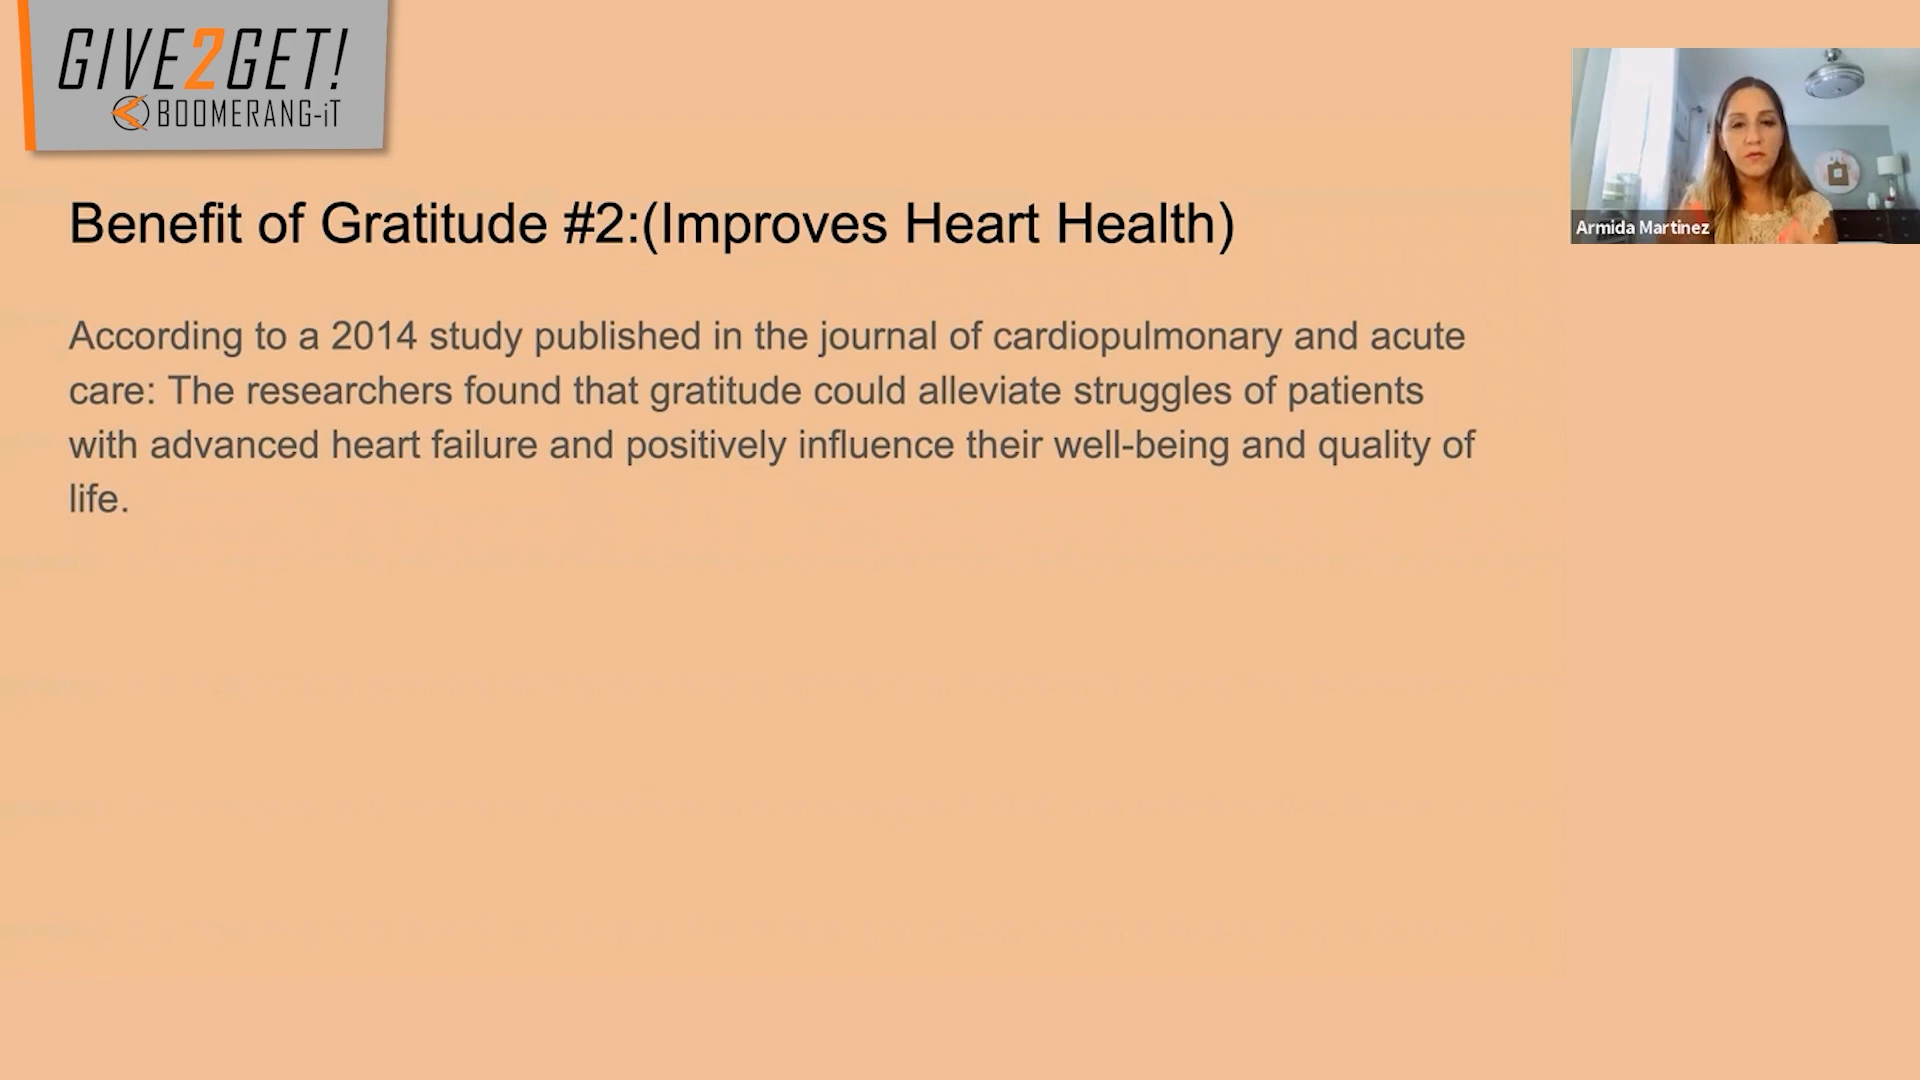 GIVE2GET!
BOOMERANG-iT
Armida Martinez
Benefit of Gratitude #2:(Improves Heart Health)
According to a 2014 study published in the journal of cardiopulmonary and acute
care: The researchers found that gratitude could alleviate struggles of patients
with advanced heart failure and positively influence their well-being and quality of
life.